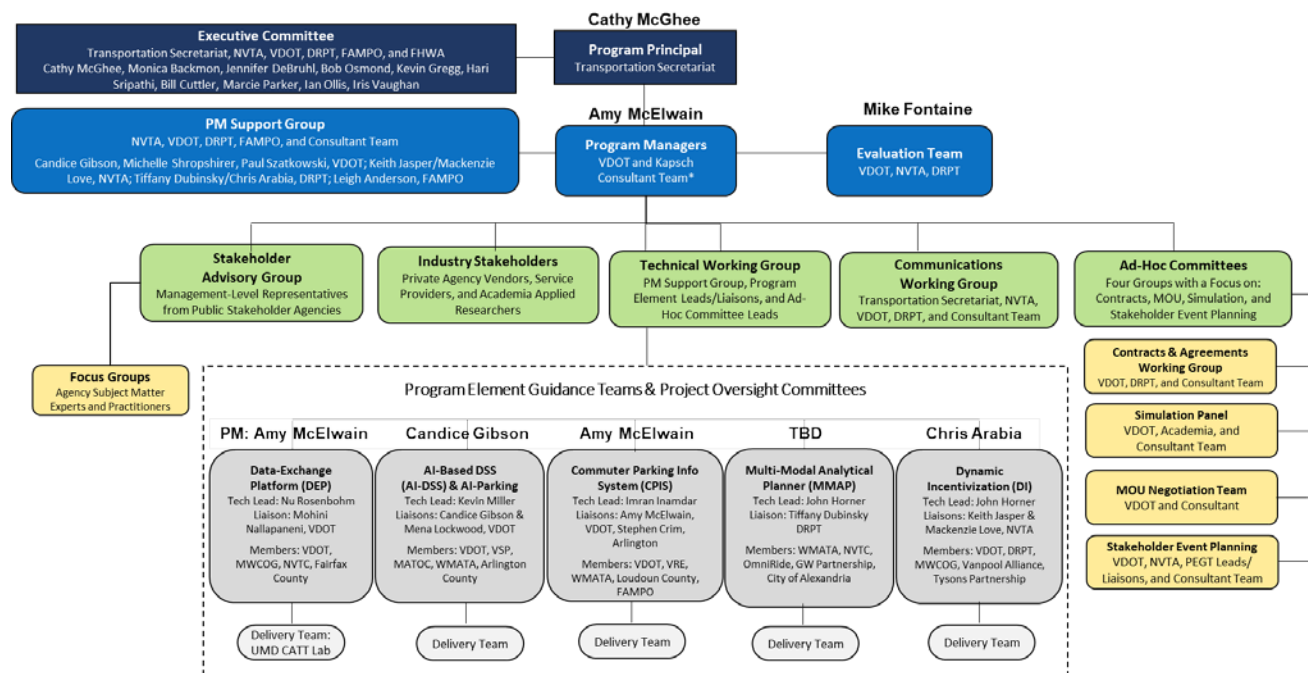 Cathy McGhee
Executive Committee
Transportation Secretariat, NVTA, VDOT, DRPT, FAMPO, and FHWA
Cathy McGhee, Monica Backmon, Jennifer DeBruhl, Bob Osmond, Kevin Gregg, Hari
Sripathi, Bill Cuttler, Marcie Parker, Ian Ollis, Iris Vaughan
Program Principal
Transportation Secretariat
Amy McElwain
Mike Fontaine
PM Support Group
NVTA, VDOT, DRPT, FAMPO, and Consultant Team
Candice Gibson, Michelle Shropshirer, Paul Szatkowski, VDOT; Keith Jasper/Mackenzie
Love, NVTA; Tiffany Dubinsky/Chris Arabia, DRPT; Leigh Anderson, FAMPO
Program Managers
VDOT and Kapsch
Consultant Team*
Evaluation Team
VDOT, NVTA, DRPT
Stakeholder
Advisory Group
Management-Level Representatives
from Public Stakeholder Agencies
Industry Stakeholders
Private Agency Vendors, Service
Providers, and Academia Applied
Researchers
Technical Working Group
PM Support Group, Program
Element Leads/Liaisons, and Ad-
Hoc Committee Leads
Communications
Working Group
Transportation Secretariat, NVTA,
VDOT, DRPT, and Consultant Team
Ad-Hoc Committees
Four Groups with a Focus on:
Contracts, MOU, Simulation, and
Stakeholder Event Planning
Focus Groups
Agency Subject Matter
Experts and Practitioners
Contracts & Agreements
Working Group
VDOT, DRPT, and Consultant Team
Simulation Panel
VDOT, Academia, and
Consultant Team
MOU Negotiation Team
VDOT and Consultant
Stakeholder Event Planning
VDOT, NVTA, PEGT Leads/
Liaisons, and Consultant Team
Program Element Guidance Teams & Project Oversight Committees
PM: Amy McElwain
Candice Gibson
Amy McElwain
TBD
Chris Arabia
Data-Exchange
Platform (DEP)
Tech Lead: Nu Rosenbohm
Liaison: Mohini
Nallapaneni, VDOT
Members: VDOT,
MWCOG, NVTC, Fairfax
County
AI-Based DSS
(AI-DSS) & AI-Parking
Tech Lead: Kevin Miller
Liaisons: Candice Gibson &
Mena Lockwood, VDOT
Members: VDOT, VSP,
MATOC, WMATA, Arlington
County
Commuter Parking Info
System (CPIS)
Tech Lead: Imran Inamdar
Liaisons: Amy McElwain,
VDOT, Stephen Crim,
Arlington
Members: VDOT, VRE,
WMATA, Loudoun County,
FAMPO
Multi-Modal Analytical
Planner (MMAP)
Tech Lead: John Horner
Liaison: Tiffany Dubinsky
DRPT
Members: WMATA, NVTC,
OmniRide, GW Partnership,
City of Alexandria
Dynamic
Incentivization (DI)
Tech Lead: John Horner
Liaisons: Keith Jasper &
Mackenzie Love, NVTA
Members: VDOT, DRPT,
MWCOG, Vanpool Alliance,
Tysons Partnership
Delivery Team:
UMD CATT Lab
Delivery Team
Delivery Team
Delivery Team
Delivery Team